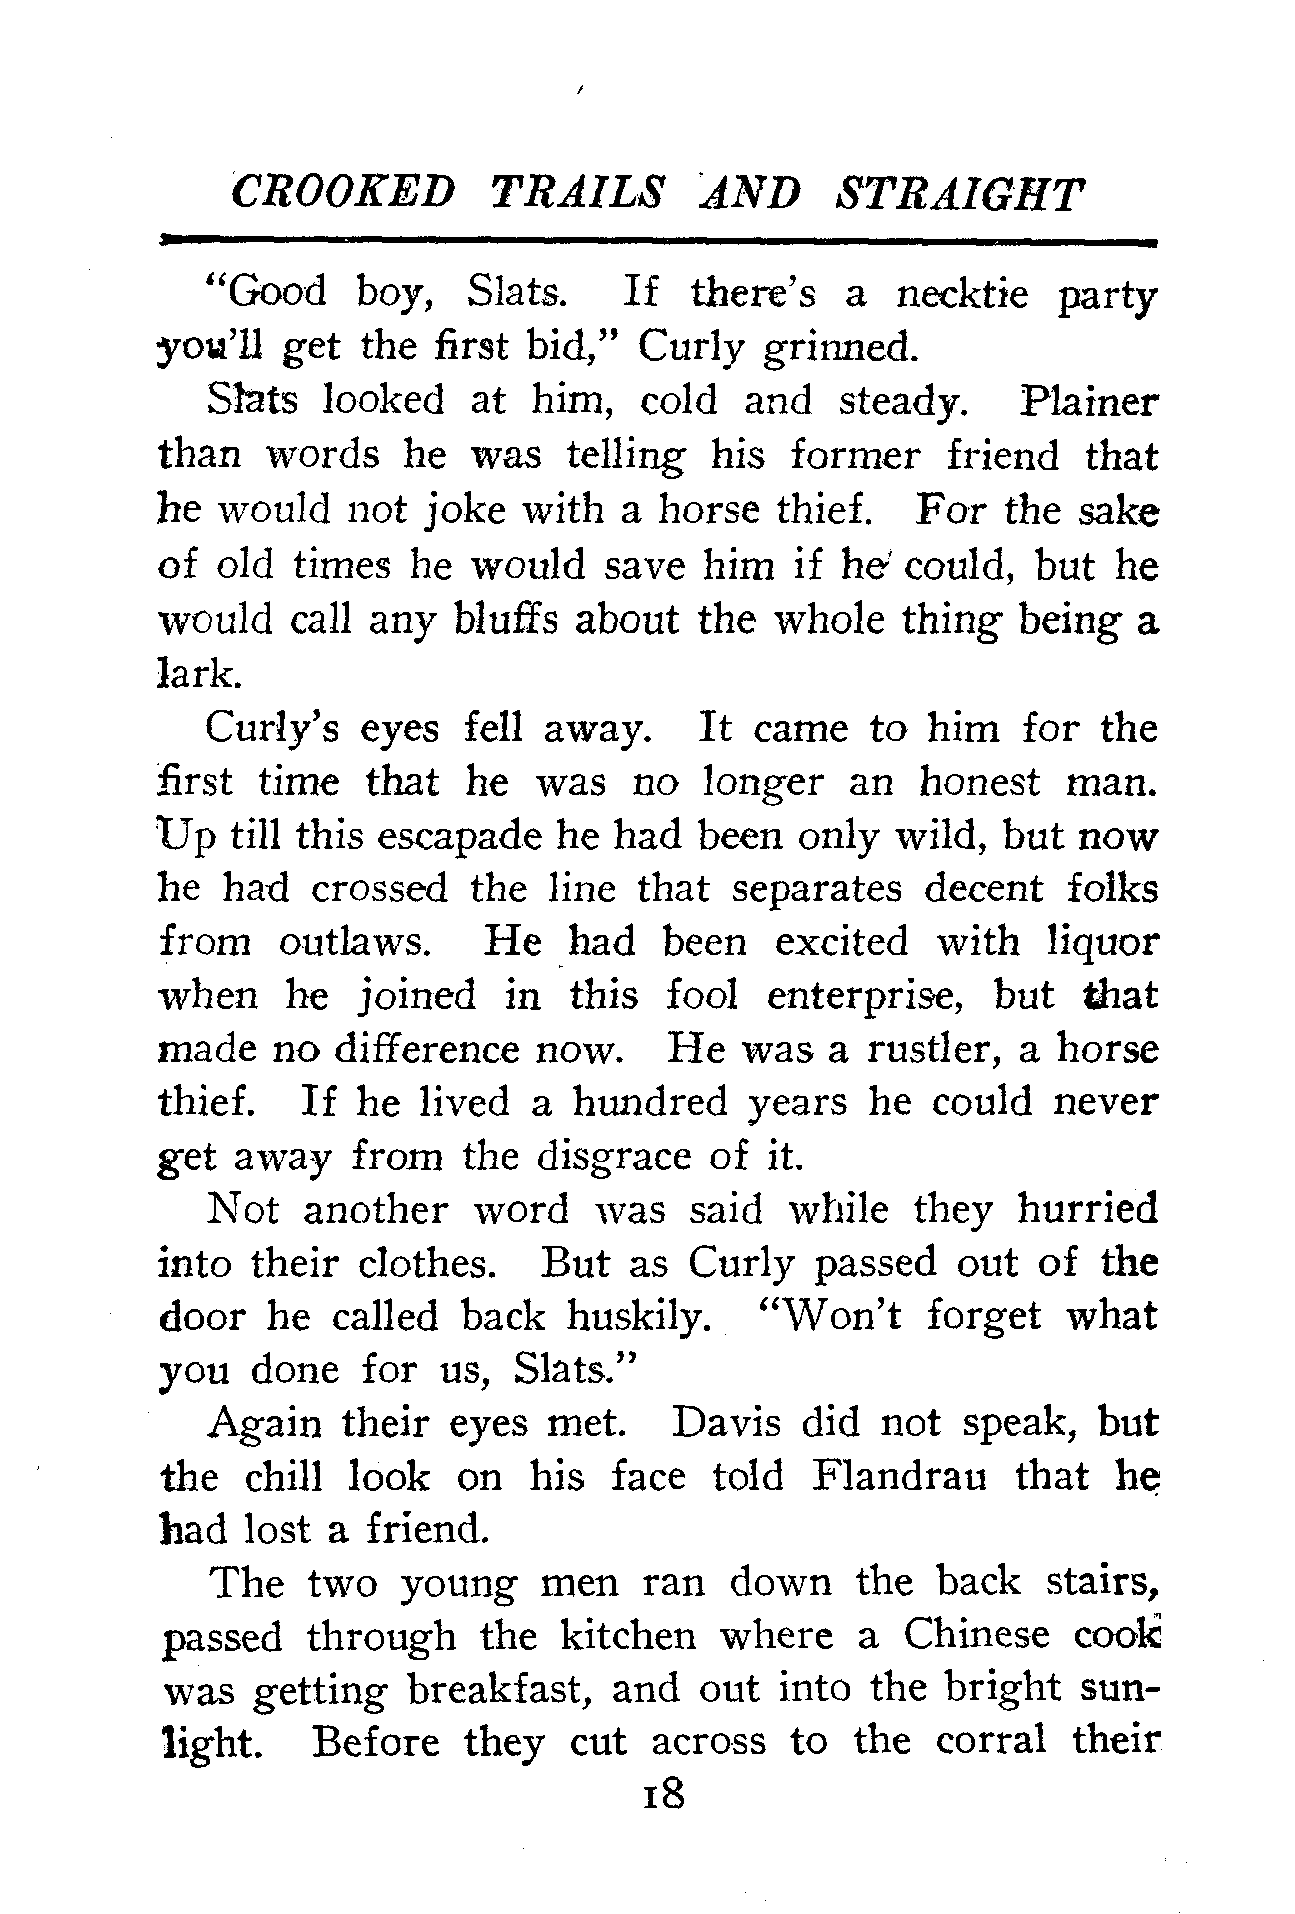 CROOKED TRAILS AND STRAIGHT
“Good boy, Slats. If there’s a necktie party
you’ll get the first bid,” Curly grinned.
Slats looked at him, cold and steady. Plainer
than words he was telling his former friend that
he would not joke with a horse thief. For the sake
of old times he would save him if he could, but he
would call any bluffs about the whole thing being a
lark.
Curly’s eyes fell away. It came to him for the
first time that he was no longer an honest man.
Up till this escapade he had been only wild, but now
he had crossed the line that separates decent folks
from outlaws. He had been excited with liquor
when he joined in this fool enterprise, but that
made no difference now. He was a rustler, a horse
thief. If he lived a hundred years he could never
get away from the disgrace of it.
Not another word was said while they hurried
into their clothes. But as Curly passed out of the
door he called back huskily. “Won’t forget what
you done for us, Slats.”
Again their eyes met. Davis did not speak, but
the chill look on his face told Flandrau that he
had lost a friend.
The two young men ran down the back stairs,
passed through the kitchen where a Chinese cook
was getting breakfast, and out into the bright sun-
light. Before they cut across to the corral their
18